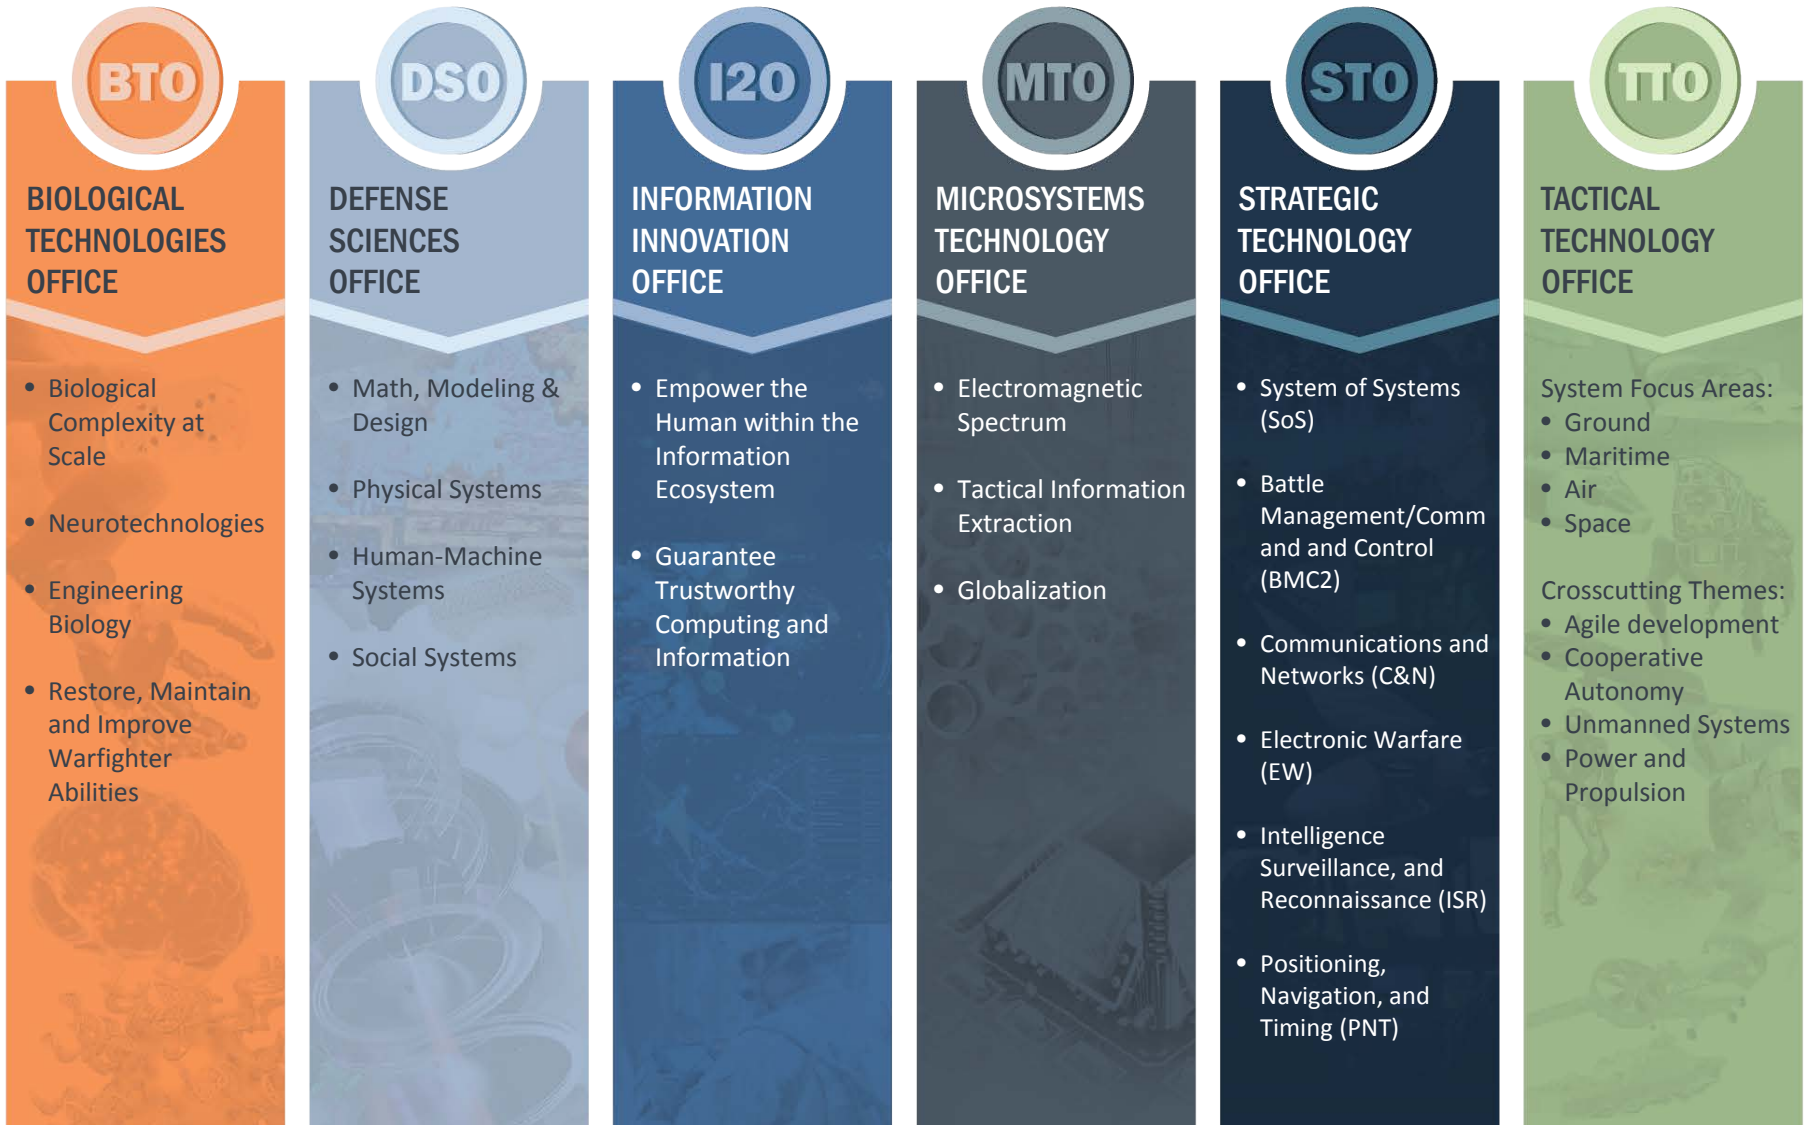 BTO
BIOLOGICAL
TECHNOLOGIES
OFFICE
• Biological
Complexity at
Scale
• Neurotechnologies
• Engineering
Biology
• Restore, Maintain
and Improve
Warfighter
Abilities
DSO
DEFENSE
SCIENCES
OFFICE
• Math, Modeling &
Design
• Physical Systems
• Human-Machine
Systems
• Social Systems
I2O
INFORMATION
INNOVATION
OFFICE
• Empower the
Human within the
Information
Ecosystem
• Guarantee
Trustworthy
Computing and
Information
MTO
MICROSYSTEMS
TECHNOLOGY
OFFICE
• Electromagnetic
Spectrum
• Tactical Information
Extraction
• Globalization
STO
STRATEGIC
TECHNOLOGY
OFFICE
• System of Systems
(SoS)
• Battle
Management/Comm
and and Control
(BMC2)
• Communications and
Networks (C&N)
• Electronic Warfare
(EW)
• Intelligence
Surveillance, and
Reconnaissance (ISR)
• Positioning,
Navigation, and
Timing (PNT)
TTO
TACTICAL
TECHNOLOGY
OFFICE
System Focus Areas:
• Ground
• Maritime
• Air
• Space
Crosscutting Themes:
• Agile development
• Cooperative
Autonomy
• Unmanned Systems
• Power and
Propulsion